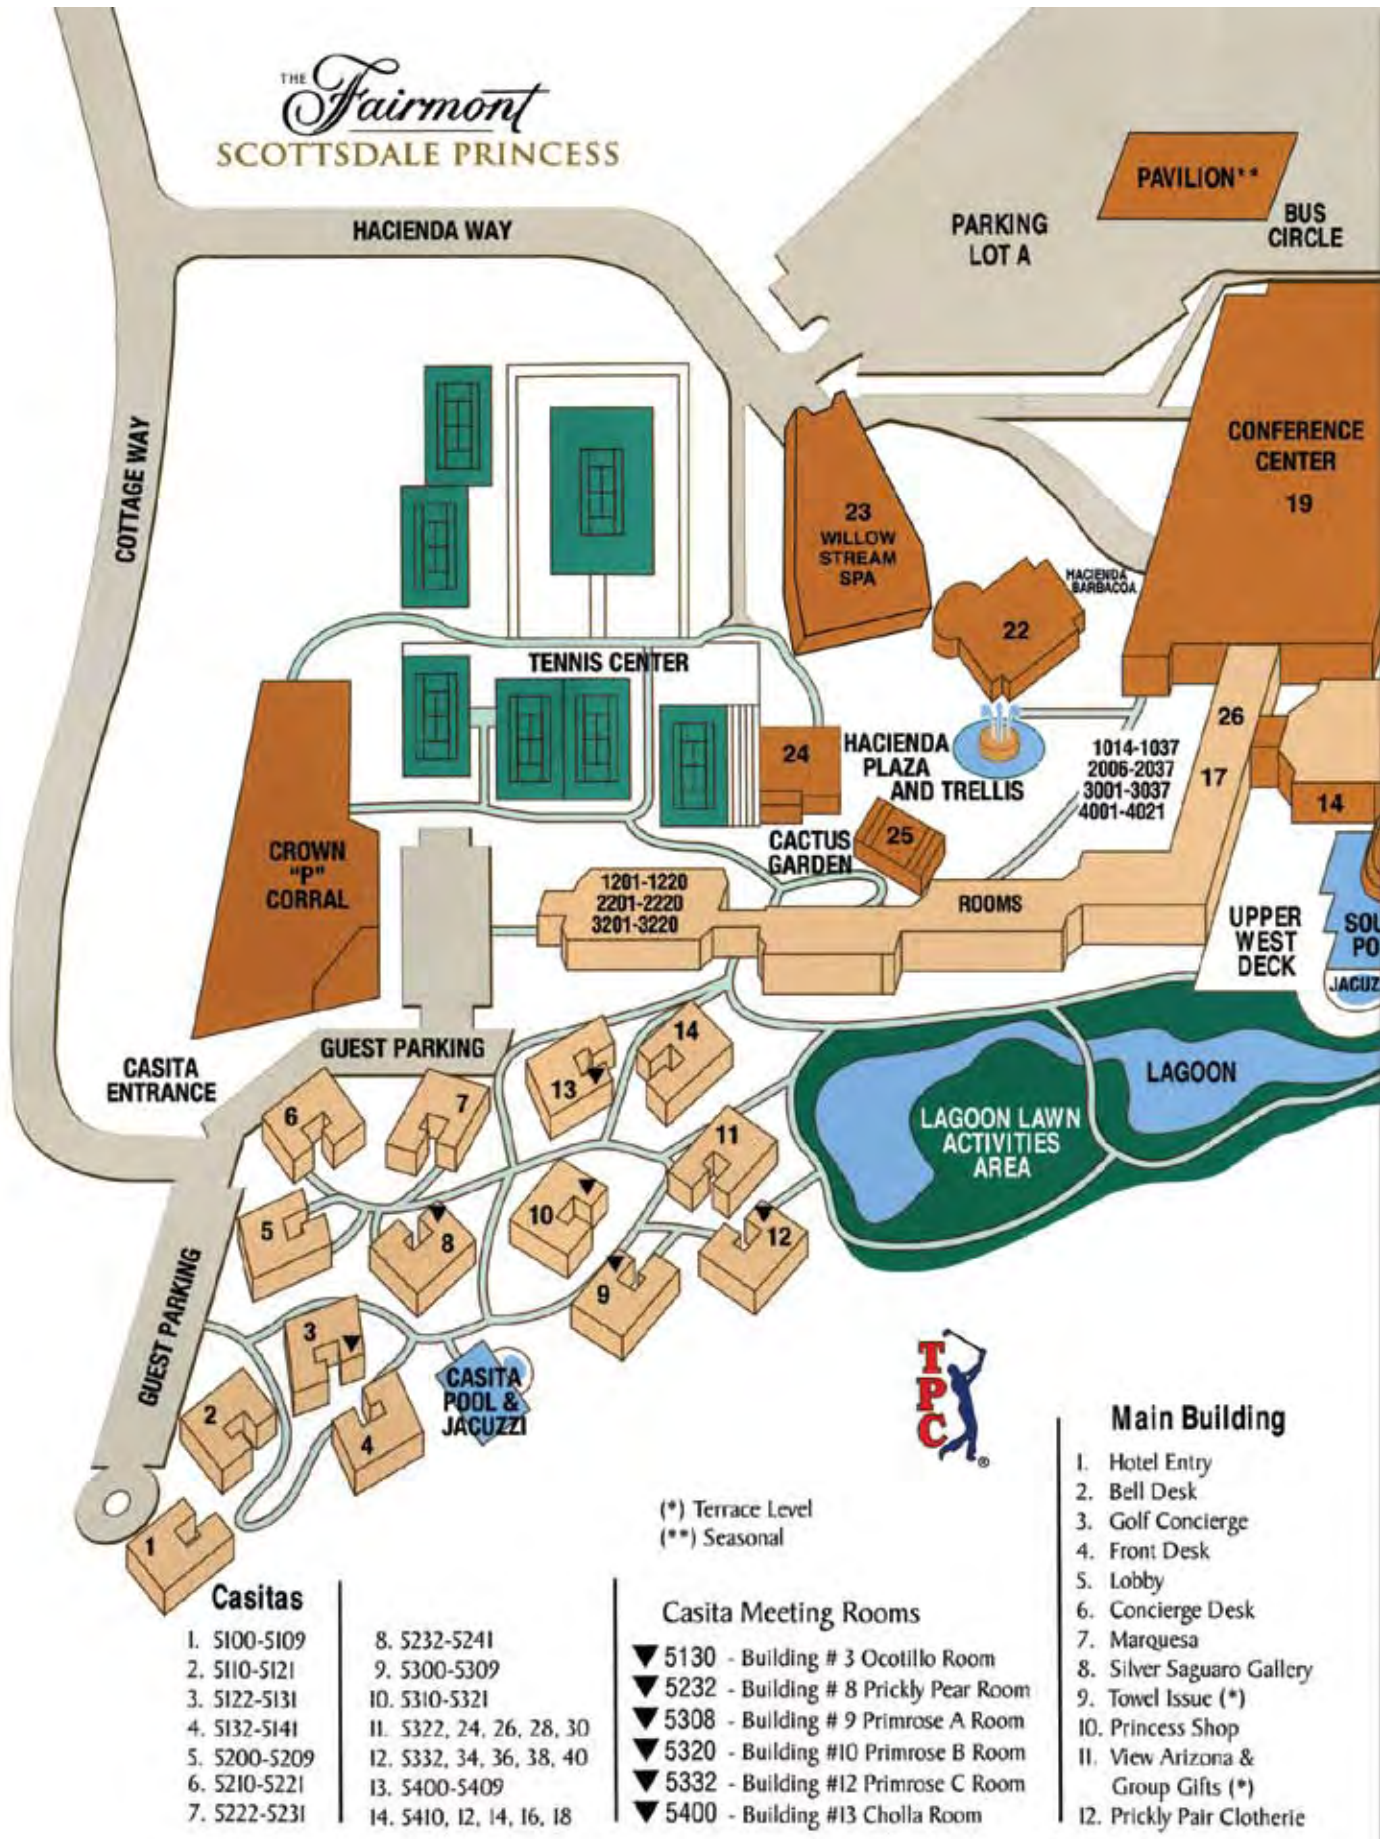 THE
Fairmont
SCOTTSDALE PRINCESS
PAVILION**
BUS
CIRCLE
PARKING
LOT A
HACIENDA WAY
COTTAGE WAY
CONFERENCE
CENTER
19
23
WILLOW
STREAM
SPA
HACIENDA
BARBACOA
22
TENNIS CENTER
26
24
HACIENDA
PLAZA
AND TRELLIS
1014-1037
2006-2037
3001-3037
4001-4021
17
14
25
CACTUS
GARDEN
CROWN
"P"
CORRAL
1201-1220
2201-2220
3201-3220
ROOMS
UPPER
WEST
DECK
SOU
PO
JACUZ
CASITA
ENTRANCE
GUEST PARKING
14
13
LAGOON
6
7
11
LAGOON LAWN
ACTIVITIES
AREA
5
8
10
12
9
GUEST PARKING
3
CASITA
POOL &
JACUZZI
2
4
1
TPC
®
(*) Terrace Level
(**) Seasonal
Casitas
1. 5100-5109
2. 5110-5121
3. 5122-5131
4. 5132-5141
5. 5200-5209
6. 5210-5221
7. 5222-5231
8. 5232-5241
9. 5300-5309
10. 5310-5321
11. 5322, 24, 26, 28, 30
12. 5332, 34, 36, 38, 40
13. 5400-5409
14. 5410, 12, 14, 16, 18
Casita Meeting Rooms
▼ 5130 - Building # 3 Ocotillo Room
▼ 5232 - Building # 8 Prickly Pear Room
▼ 5308 - Building # 9 Primrose A Room
▼ 5320 - Building #10 Primrose B Room
▼ 5332 - Building #12 Primrose C Room
▼ 5400 - Building #13 Cholla Room
Main Building
1. Hotel Entry
2. Bell Desk
3. Golf Concierge
4. Front Desk
5. Lobby
6. Concierge Desk
7. Marquesa
8. Silver Saguaro Gallery
9. Towel Issue (*)
10. Princess Shop
11. View Arizona &
Group Gifts (*)
12. Prickly Pair Clotherie